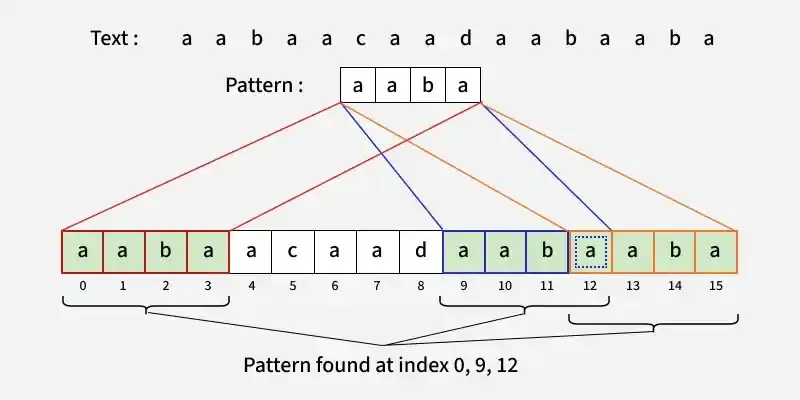 Text : a a b a a c a a d a a b a a b a
Pattern : a a b a
a a b a a c a a d a a b a a b a
0 1 2 3 4 5 6 7 8 9 10 11 12 13 14 15
Pattern found at index 0, 9, 12